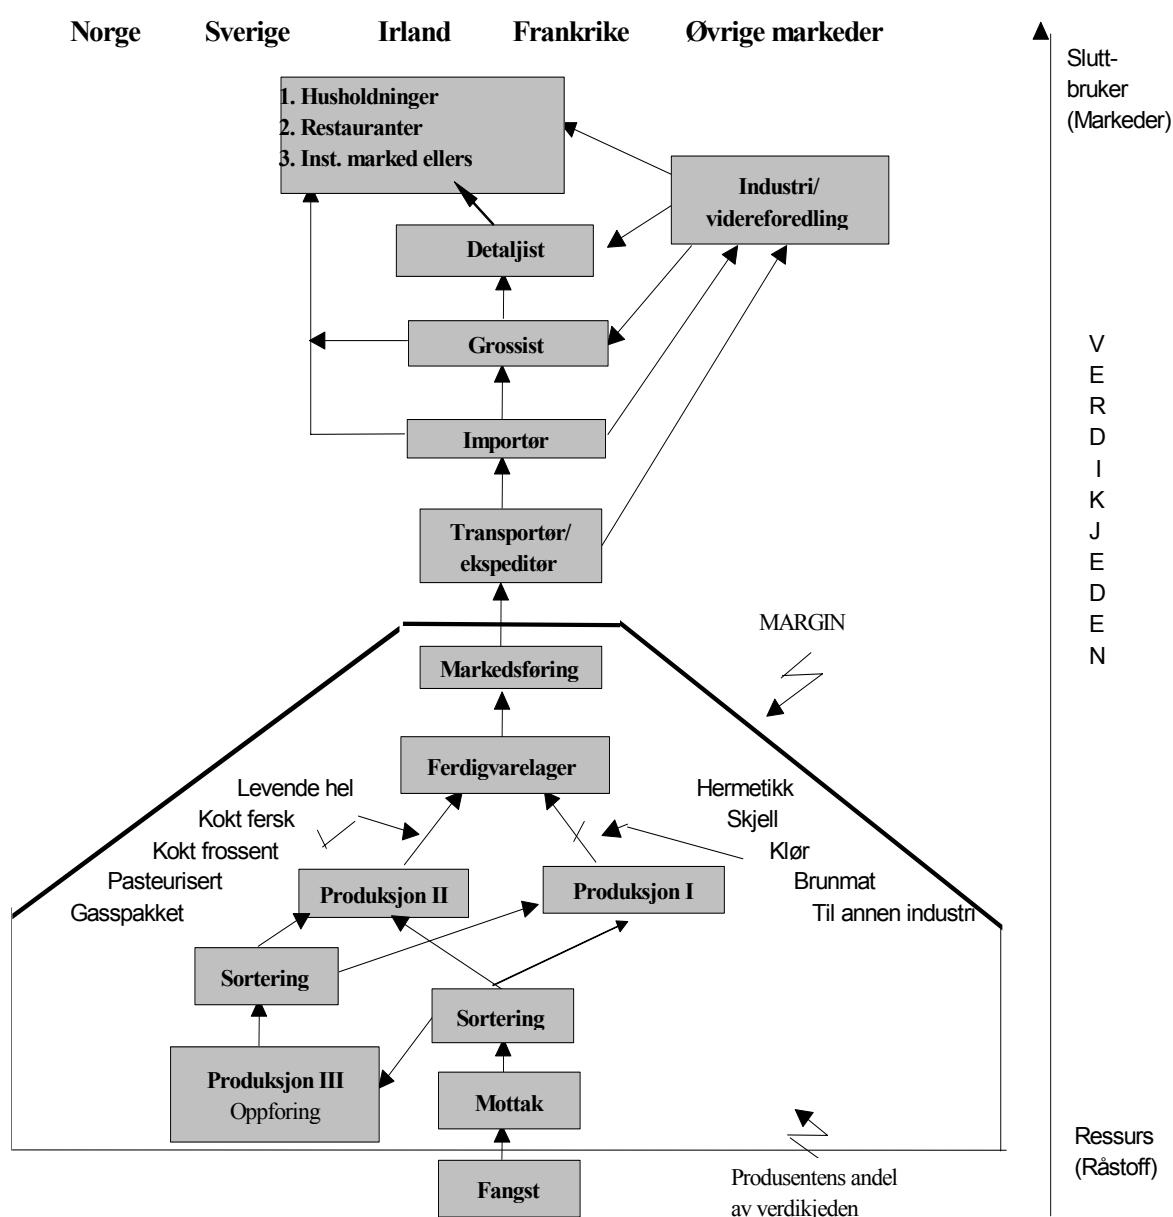 Norge Sverige Irland Frankrike Øvrige markeder
Slutt-
bruker
(Markeder)
1. Husholdninger
2. Restauranter
3. Inst. marked ellers
Industri/
videreforedling
Detaljist
Grossist
Importør
Transportør/
ekspeditør
V
E
R
D
I
K
J
E
D
E
N
MARGIN
Markedsføring
Ferdigvarelager
Levende hel
Kokt fersk
Kokt frossent
Pasteurisert
Gasspakket
Hermetikk
Skjell
Klør
Brunmat
Til annen industri
Produksjon II
Produksjon I
Sortering
Sortering
Produksjon III
Oppforing
Mottak
Fangst
Produsentens andel
av verdikjeden
Ressurs
(Råstoff)